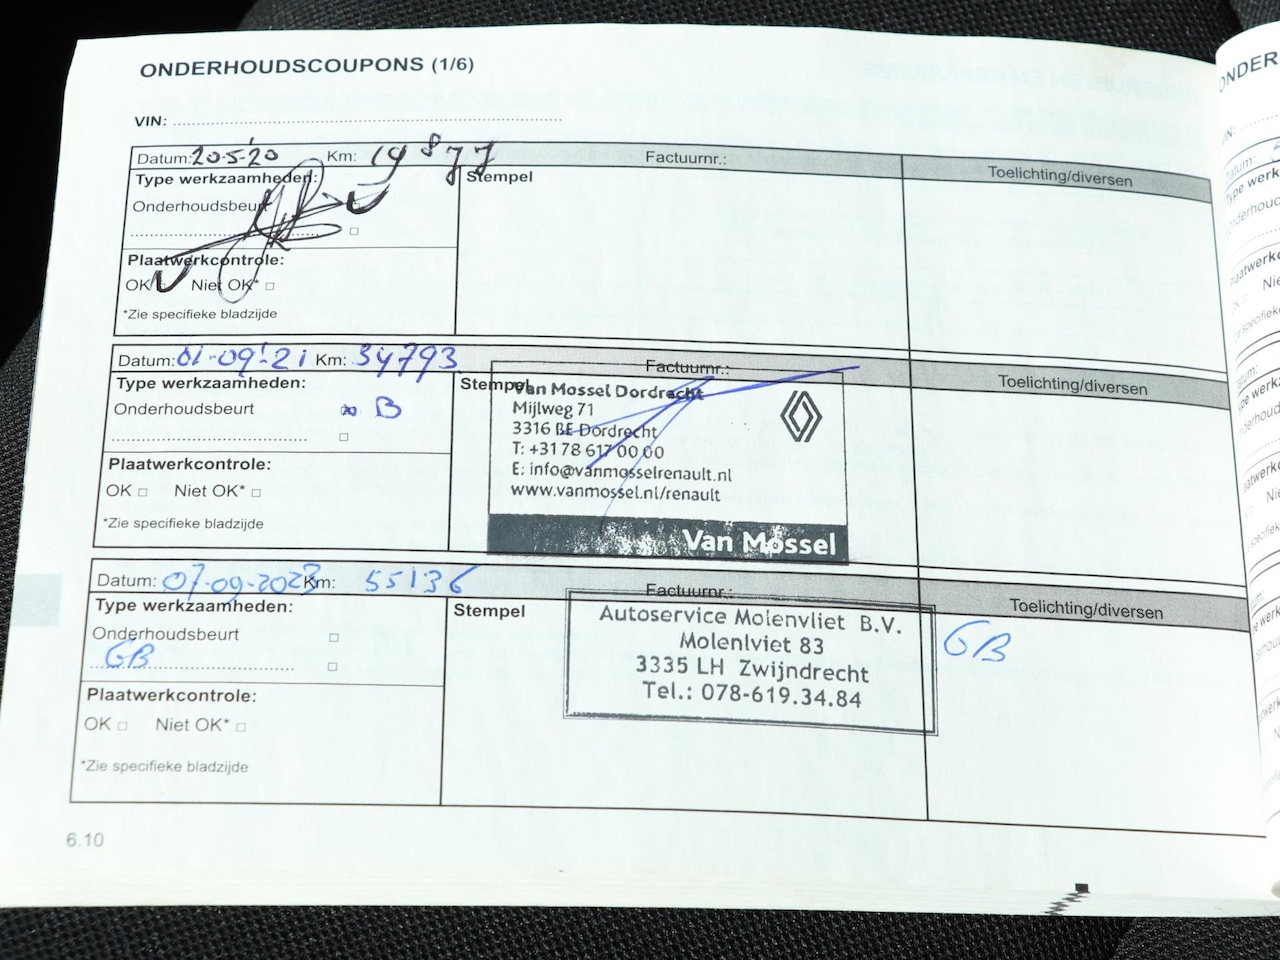 ONDERHOUDSCOUPONS (1/6)
VIN: ........................................................
Datum: 20-5-'20 Km: 19877 Factuurnr.: Toelichting/diversen
Type werkzaamheden: Stempel
Onderhoudsbeurt
Plaatwerkcontrole:
OK Niet OK*
*Zie specifieke bladzijde
Datum: 01-09-'21 Km: 34793 Factuurnr.: Toelichting/diversen
Type werkzaamheden: Stempel
Onderhoudsbeurt B
Plaatwerkcontrole:
OK Niet OK*
*Zie specifieke bladzijde
Van Mossel Dordrecht
Mijlweg 71
3316 BE Dordrecht
T: +31 78 617 00 00
E: info@vanmosselrenault.nl
www.vanmossel.nl/renault
Van Mossel
Datum: 07-09-2023 Km: 55136 Factuurnr.: Toelichting/diversen
Type werkzaamheden: Stempel
Onderhoudsbeurt
GB
Plaatwerkcontrole:
OK Niet OK*
*Zie specifieke bladzijde
Autoservice Molenvliet B.V.
Molenlviet 83
3335 LH Zwijndrecht
Tel.: 078-619.34.84
GB
6.10
ONDER
VIN:
Datum: